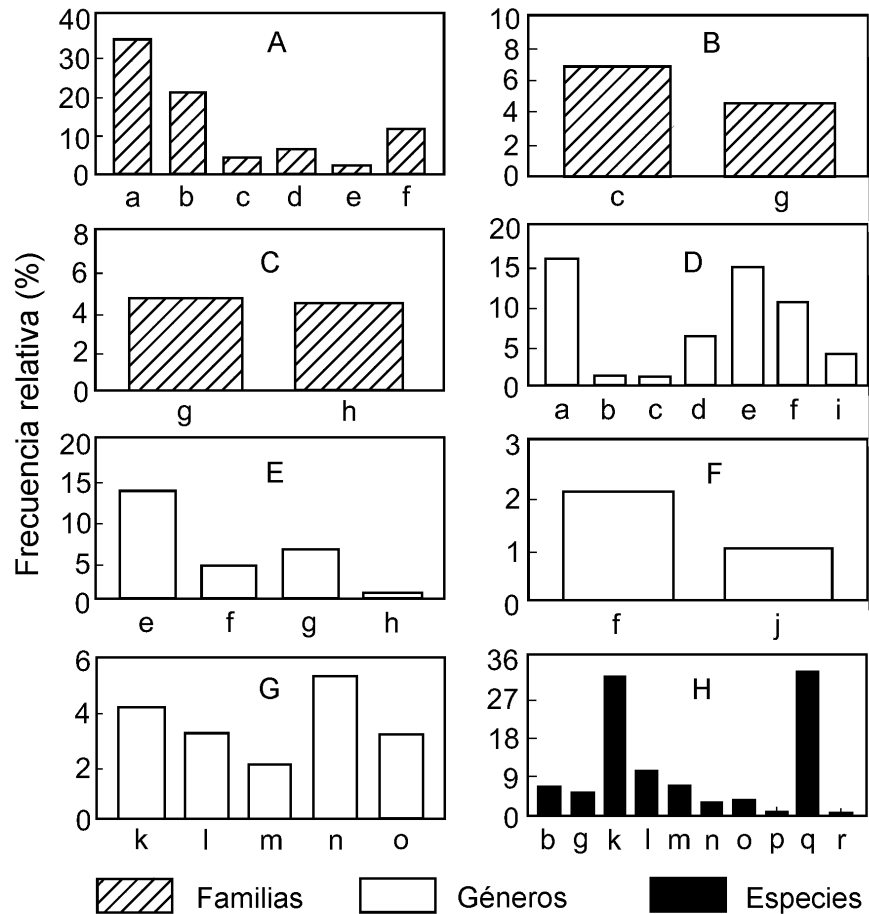 Frecuencia relativa (%)
A
40
30
20
10
0
a b c d e f
B
10
8
6
4
2
0
c g
C
8
6
4
2
0
g h
D
20
15
10
5
0
a b c d e f i
E
20
15
10
5
0
e f g h
F
3
2
1
0
f j
G
6
4
2
0
k l m n o
H
36
27
18
9
0
b g k l m n o p q r
Familias Géneros Especies